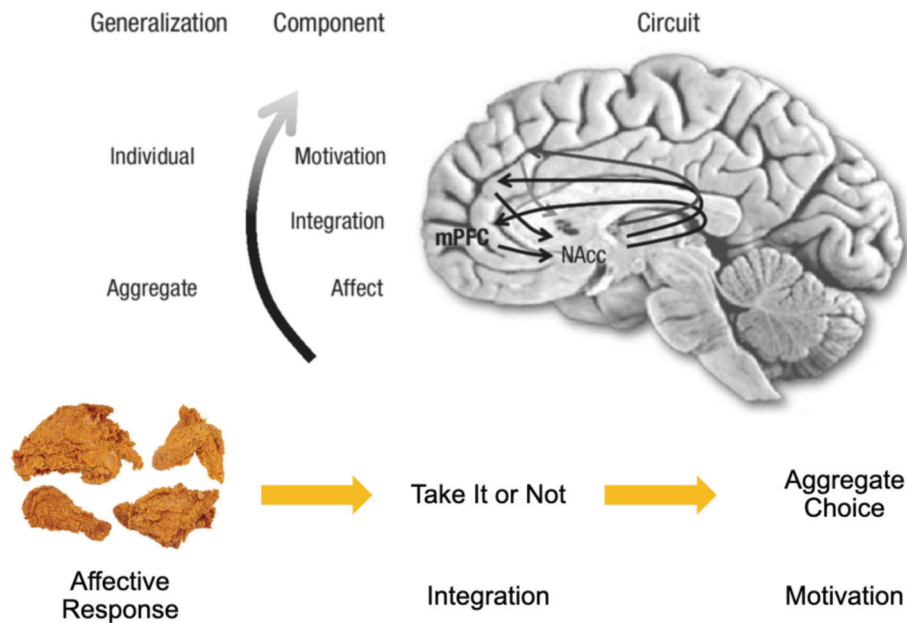 Generalization Component Circuit
Individual Motivation
Integration
mPFC
NAcc
Aggregate Affect
Take It or Not
Aggregate
Choice
Affective
Response
Integration
Motivation